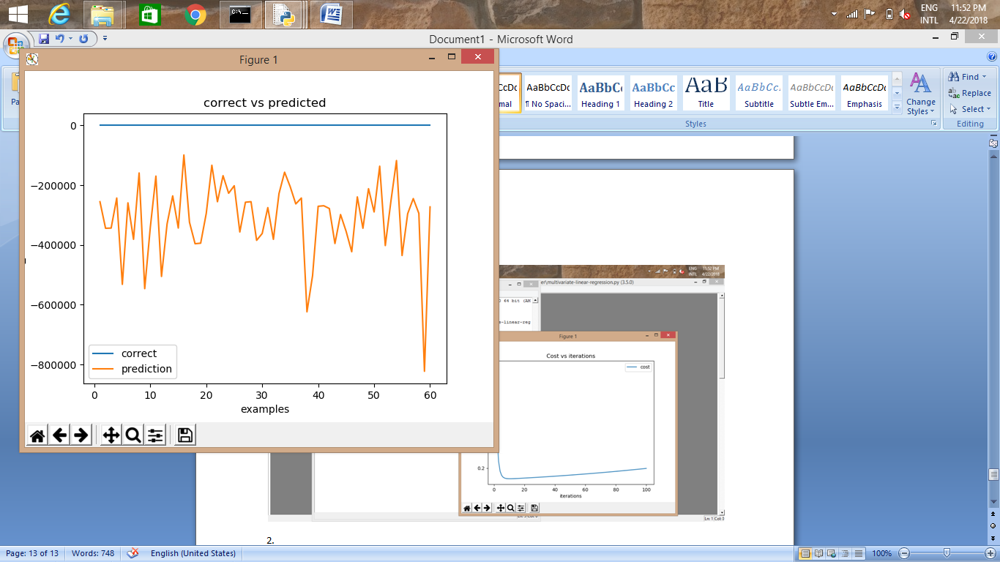 ENG
INTL
11:52 PM
4/22/2018
Document1 - Microsoft Word
Figure 1
correct vs predicted
0
−200000
−400000
−600000
−800000
correct
prediction
0 10 20 30 40 50 60
examples
AaBbCcDc AaBbCc AaBbCc AaB AaBbCc. AaBbCcDc AaBbCcDc
¶ No Spaci... Heading 1 Heading 2 Title Subtitle Subtle Em... Emphasis
Change
Styles
Styles
Find
Replace
Select
Editing
ENG
INTL
11:52 PM
4/22/2018
er\multivariate-linear-regression.py (3.5.0)
0 64 bit (AM
e-linear-reg
Figure 1
Cost vs iterations
cost
0.2
0 20 40 60 80 100
iterations
Ln: 1 Col: 0
2.
Page: 13 of 13 Words: 748 English (United States) 100%